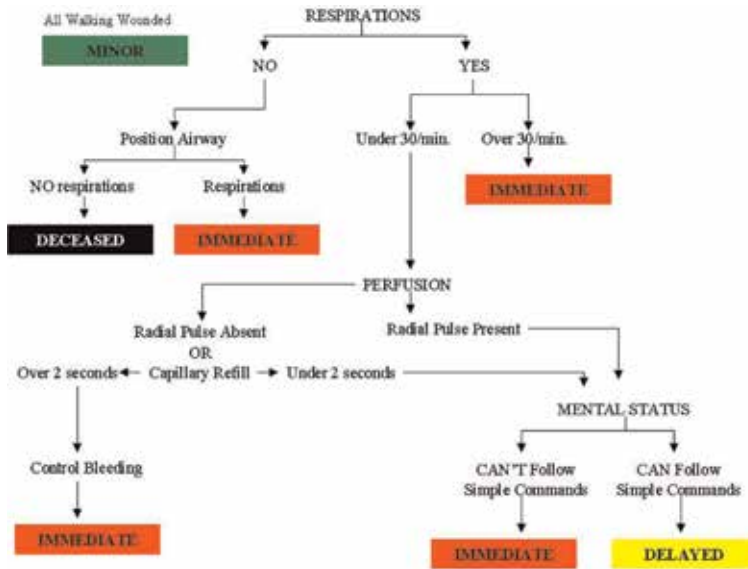 All Walking Wounded
MINOR
RESPIRATIONS
NO
YES
Position Airway
Under 30/min.
Over 30/min.
NO respirations
Respirations
IMMEDIATE
DECEASED
IMMEDIATE
PERFUSION
Radial Pulse Absent
OR
Radial Pulse Present
Over 2 seconds
Capillary Refill
Under 2 seconds
MENTAL STATUS
Control Bleeding
CAN'T Follow
Simple Commands
CAN Follow
Simple Commands
IMMEDIATE
IMMEDIATE
DELAYED